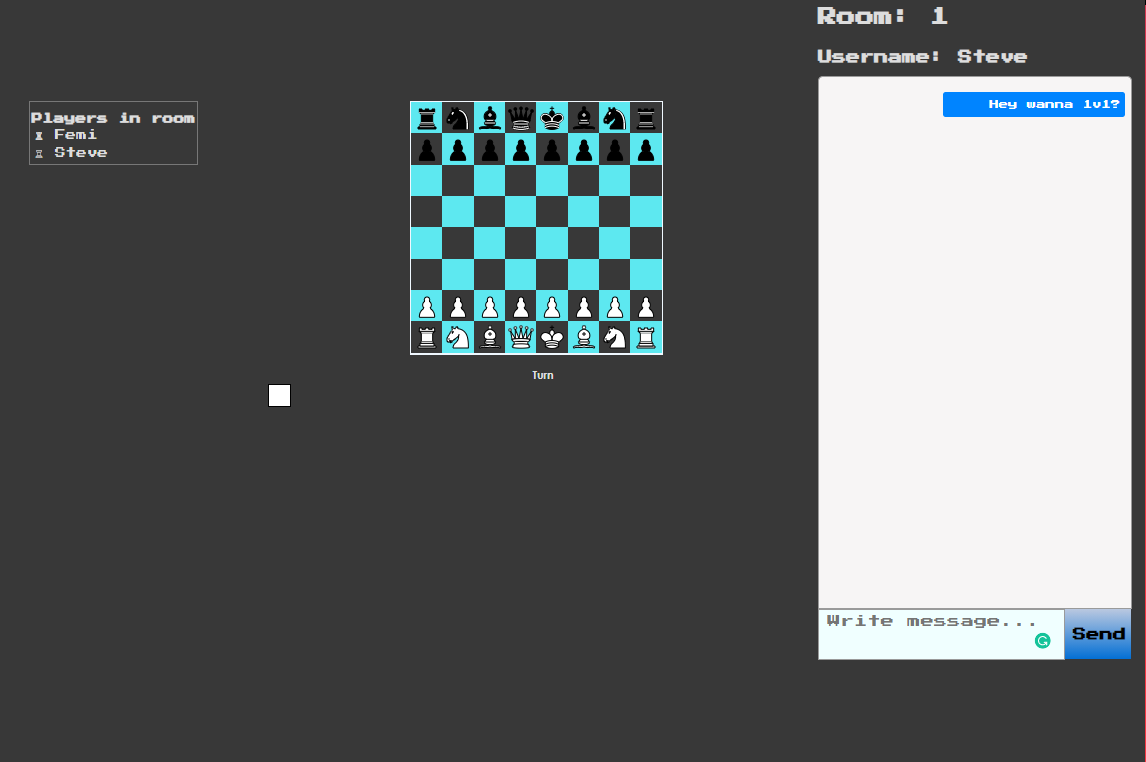 Room: 1
Username: Steve
Players in room
♜ Femi
♖ Steve
Hey wanna 1v1?
Turn
Write message...
Send